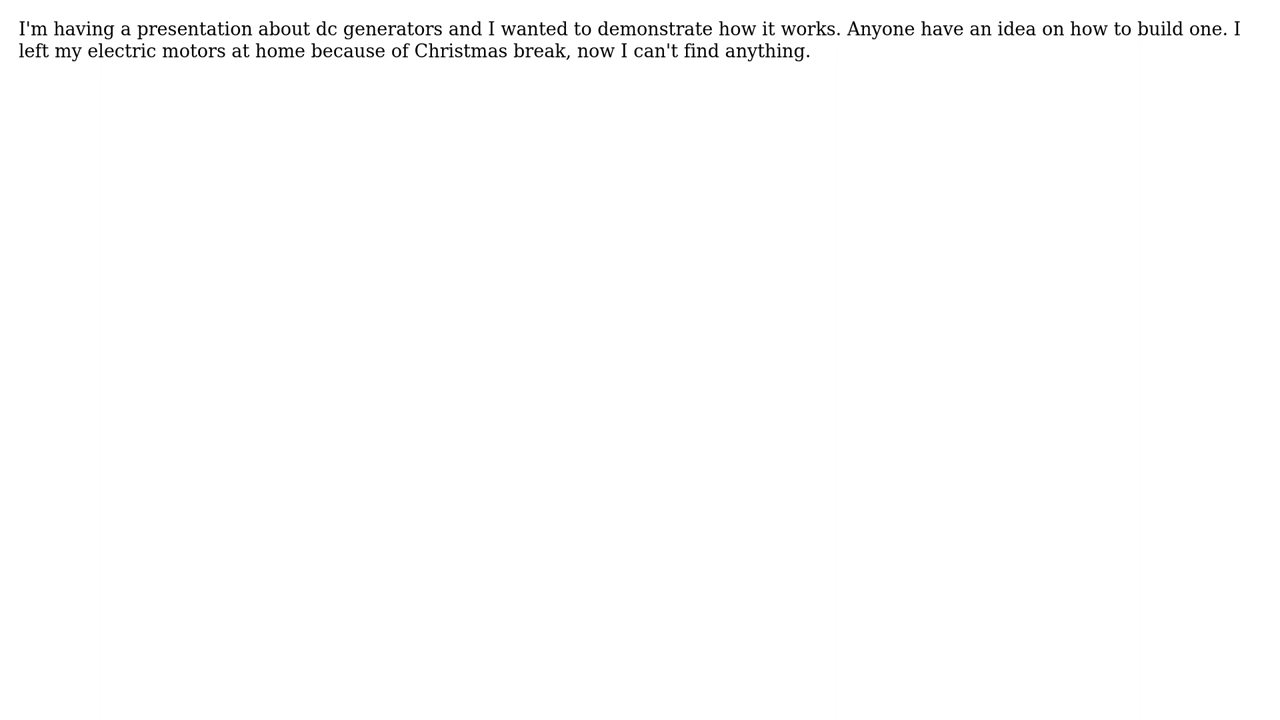 I'm having a presentation about dc generators and I wanted to demonstrate how it works. Anyone have an idea on how to build one. I
left my electric motors at home because of Christmas break, now I can't find anything.